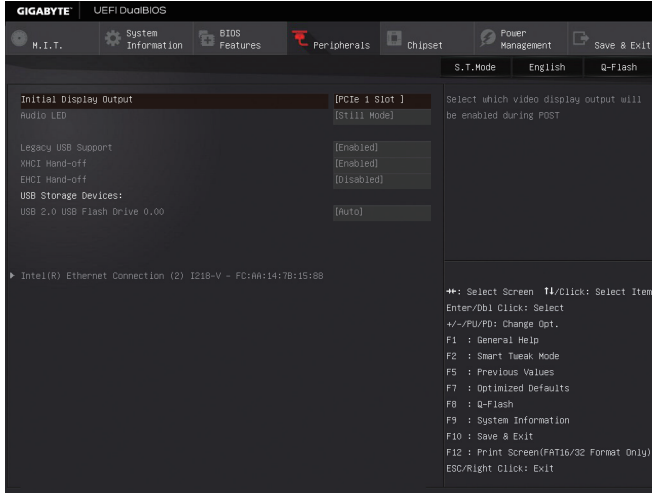 GIGABYTE™ UEFI DualBIOS
M.I.T.
System Information
BIOS Features
Peripherals
Chipset
Power Management
Save & Exit
S.T.Mode English Q-Flash
Initial Display Output [PCIe 1 Slot ]
Audio LED [Still Mode]
Legacy USB Support [Enabled]
XHCI Hand-off [Enabled]
EHCI Hand-off [Disabled]
USB Storage Devices:
USB 2.0 USB Flash Drive 0.00 [Auto]
Intel(R) Ethernet Connection (2) I218-V - FC:AA:14:7B:15:88
Select which video display output will
be enabled during POST
→←: Select Screen ↑↓/Click: Select Item
Enter/Dbl Click: Select
+/-/PU/PD: Change Opt.
F1 : General Help
F2 : Smart Tweak Mode
F5 : Previous Values
F7 : Optimized Defaults
F8 : Q-Flash
F9 : System Information
F10 : Save & Exit
F12 : Print Screen(FAT16/32 Format Only)
ESC/Right Click: Exit